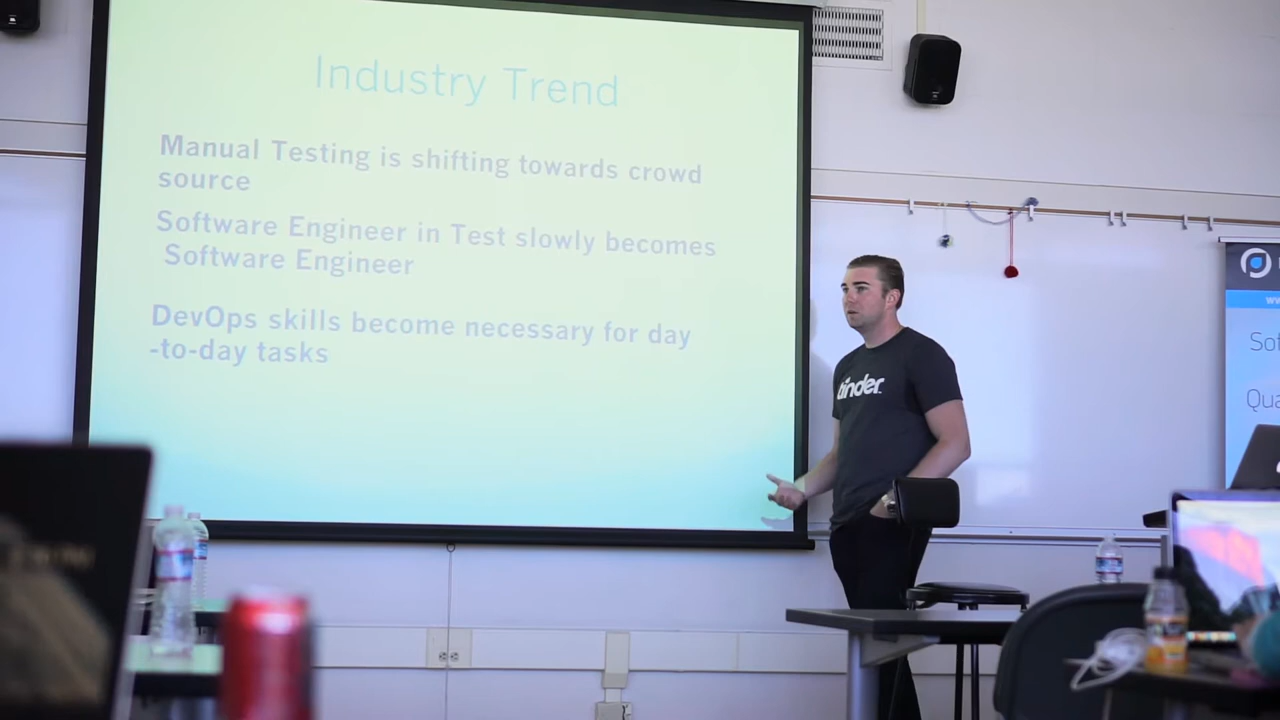 Industry Trend
Manual Testing is shifting towards crowd
source
Software Engineer in Test slowly becomes
Software Engineer
DevOps skills become necessary for day
-to-day tasks
tinder